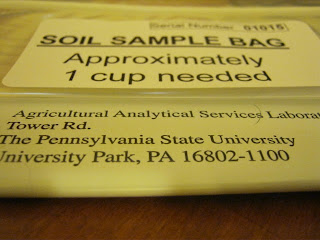 Serial Number 01015
SOIL SAMPLE BAG
Approximately
1 cup needed
Agricultural Analytical Services Laborat
Tower Rd.
The Pennsylvania State University
University Park, PA 16802-1100